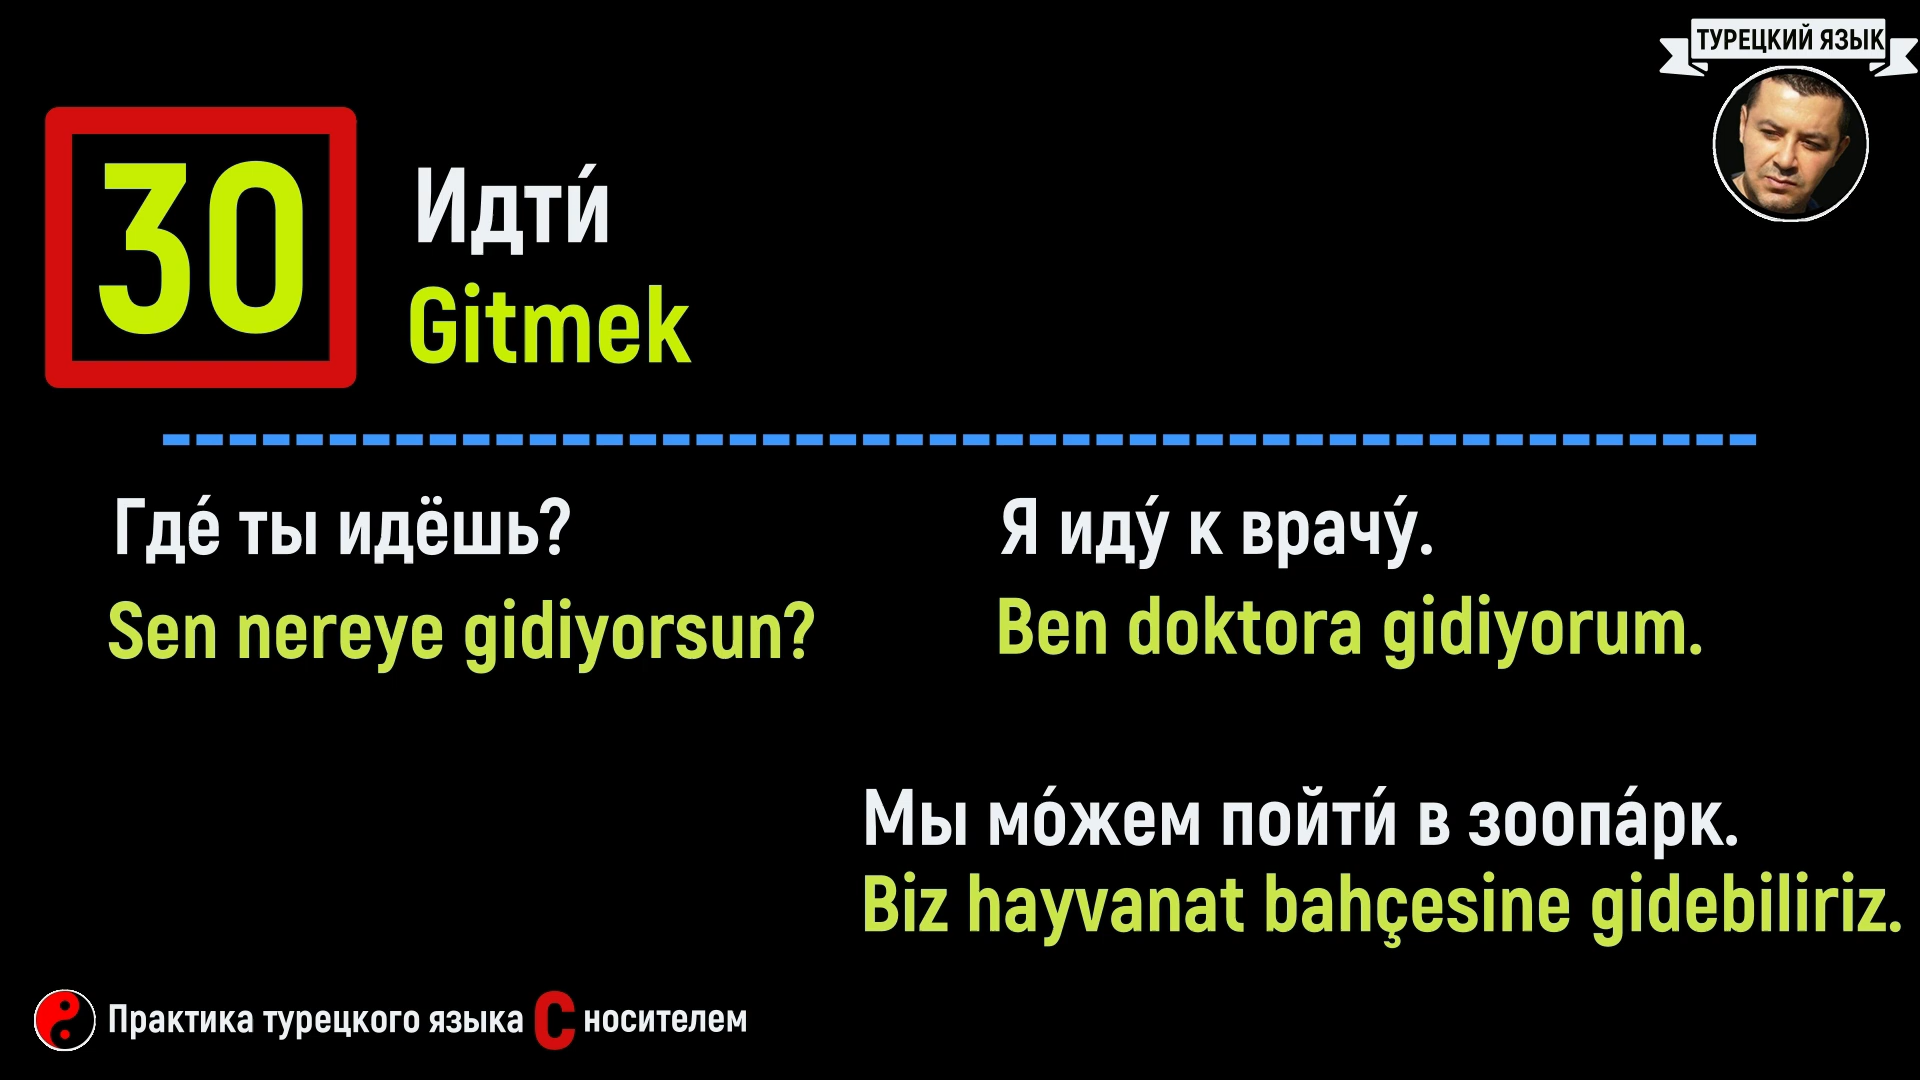 ТУРЕЦКИЙ ЯЗЫК
30
Идти́
Gitmek
Где́ ты идёшь?
Sen nereye gidiyorsun?
Я иду́ к врачу́.
Ben doktora gidiyorum.
Мы мо́жем пойти́ в зоопа́рк.
Biz hayvanat bahçesine gidebiliriz.
Практика турецкого языка С носителем